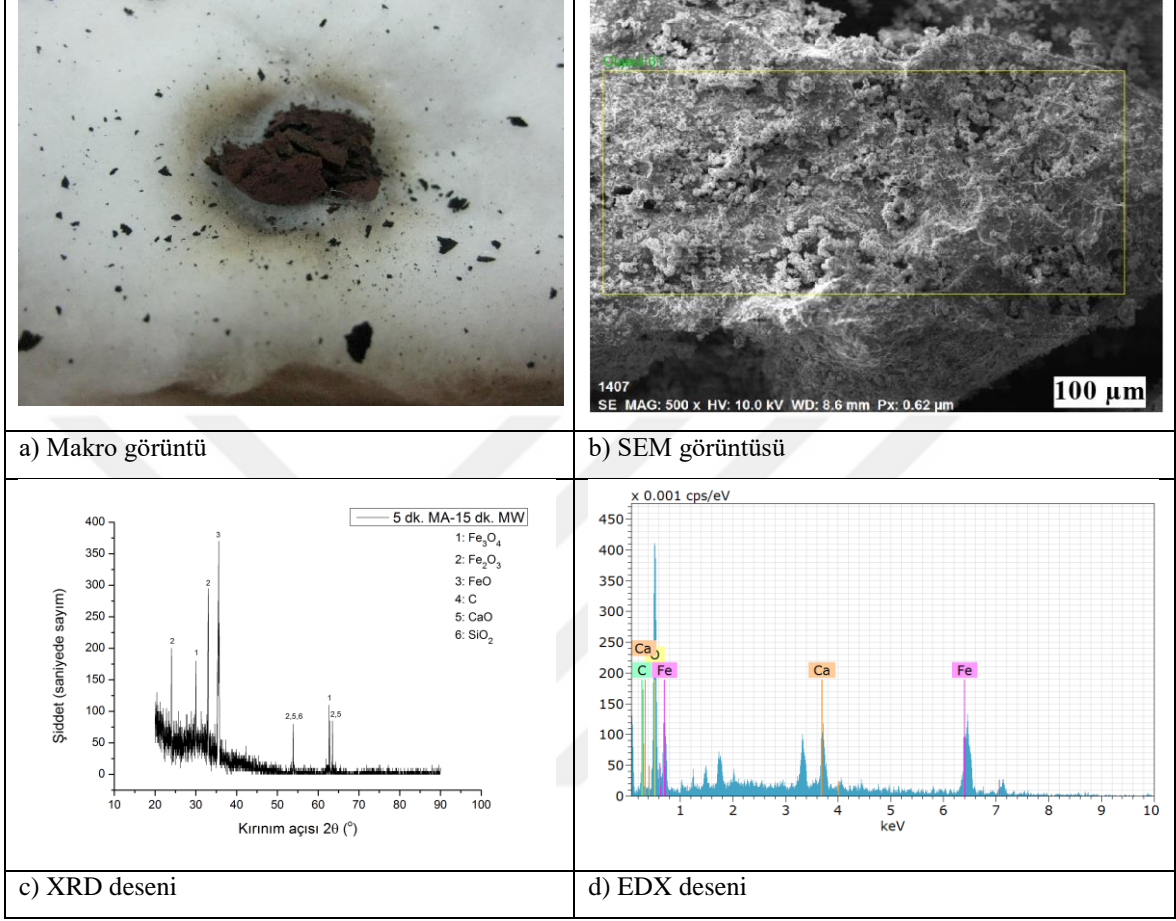 1407
SE MAG: 500 x HV: 10.0 kV WD: 8.6 mm Px: 0.62 µm
100 µm
a) Makro görüntü
b) SEM görüntüsü
5 dk. MA-15 dk. MW
1: Fe₃O₄
2: Fe₂O₃
3: FeO
4: C
5: CaO
6: SiO₂
Şiddet (saniyede sayım)
400
350
300
250
200
150
100
50
0
3
2
2
1
2,5,6
1
2,5
10 20 30 40 50 60 70 80 90 100
Kırınım açısı 2θ (°)
x 0.001 cps/eV
450
400
350
300
250
200
150
100
50
0
Ca
C Fe
Ca
Fe
1 2 3 4 5 6 7 8 9 10
keV
c) XRD deseni
d) EDX deseni